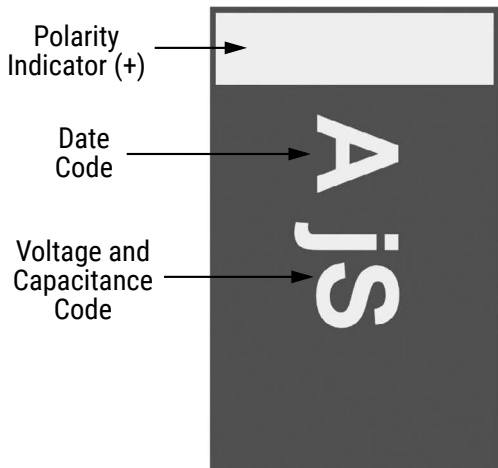 Polarity
Indicator (+)
Date
Code
A
Voltage and
Capacitance
Code
jS